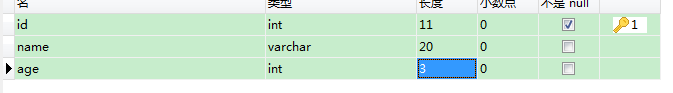 名 类型 长度 小数点 不是 null
id int 11 0 1
name varchar 20 0
age int 3 0